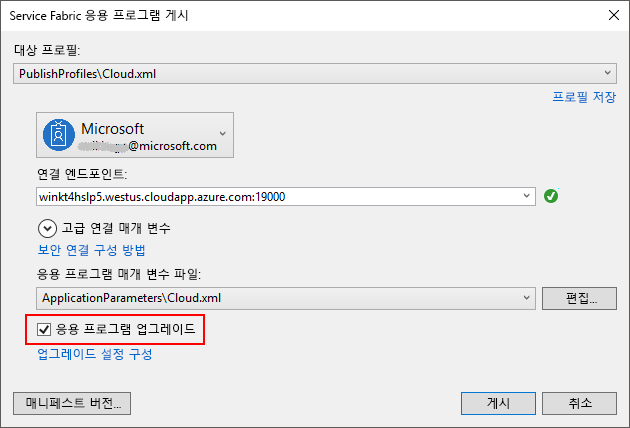 Service Fabric 응용 프로그램 게시
대상 프로필:
PublishProfiles\Cloud.xml
프로필 저장
Microsoft
@microsoft.com
연결 엔드포인트:
winkt4hslp5.westus.cloudapp.azure.com:19000
고급 연결 매개 변수
보안 연결 구성 방법
응용 프로그램 매개 변수 파일:
ApplicationParameters\Cloud.xml
편집...
응용 프로그램 업그레이드
업그레이드 설정 구성
매니페스트 버전...
게시
취소